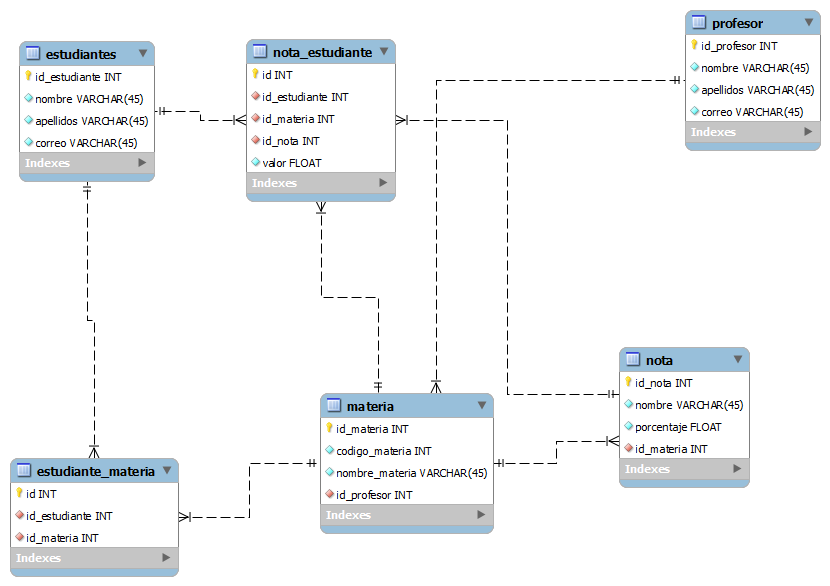 estudiantes
id_estudiante INT
nombre VARCHAR(45)
apellidos VARCHAR(45)
correo VARCHAR(45)
Indexes
nota_estudiante
id INT
id_estudiante INT
id_materia INT
id_nota INT
valor FLOAT
Indexes
profesor
id_profesor INT
nombre VARCHAR(45)
apellidos VARCHAR(45)
correo VARCHAR(45)
Indexes
nota
id_nota INT
nombre VARCHAR(45)
porcentaje FLOAT
id_materia INT
Indexes
materia
id_materia INT
codigo_materia INT
nombre_materia VARCHAR(45)
id_profesor INT
Indexes
estudiante_materia
id INT
id_estudiante INT
id_materia INT
Indexes